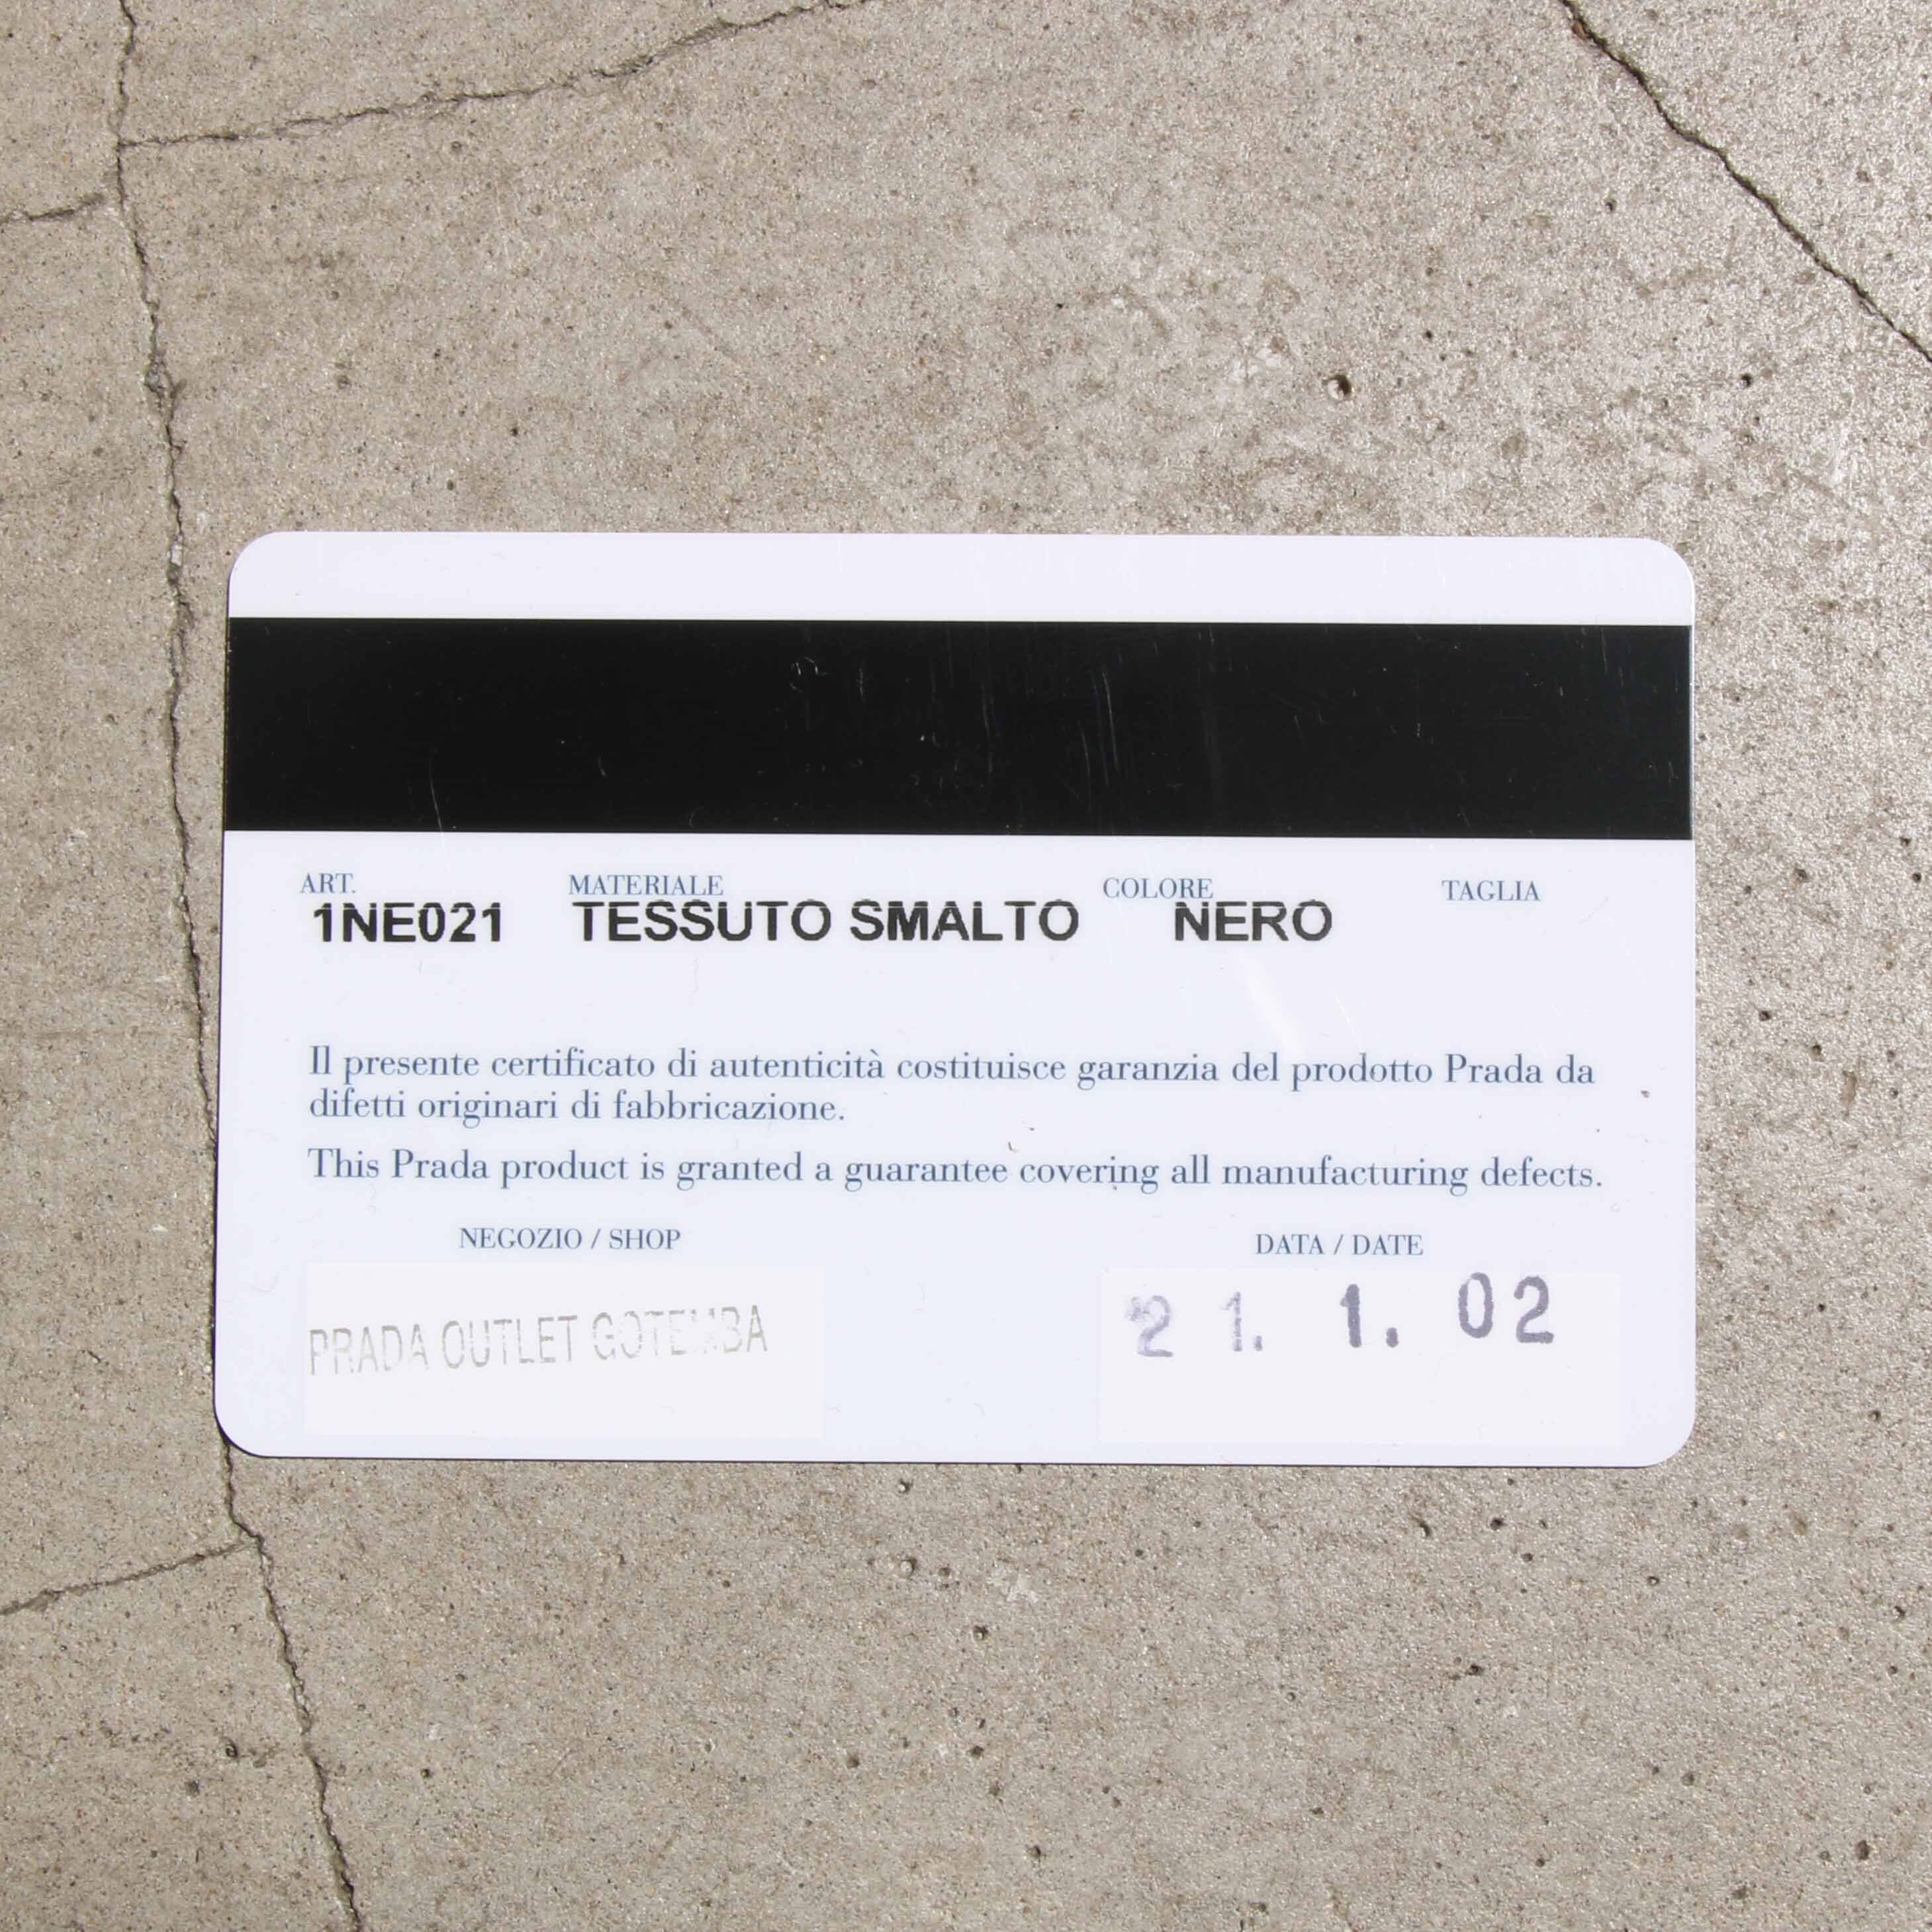 ART. MATERIALE COLORE TAGLIA
1NE021 TESSUTO SMALTO NERO
Il presente certificato di autenticità costituisce garanzia del prodotto Prada da
difetti originari di fabbricazione.
This Prada product is granted a guarantee covering all manufacturing defects.
NEGOZIO / SHOP DATA / DATE
PRADA OUTLET GOTEMBA 21. 1. 02